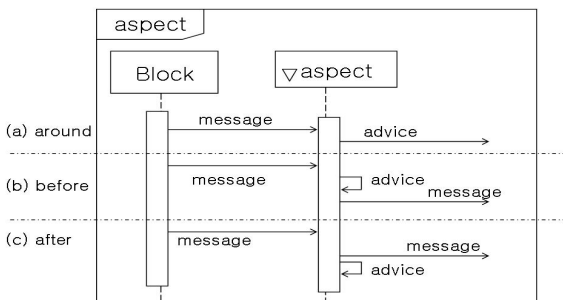 aspect
Block
▽aspect
(a) around
message
advice
(b) before
message
advice
message
(c) after
message
message
advice